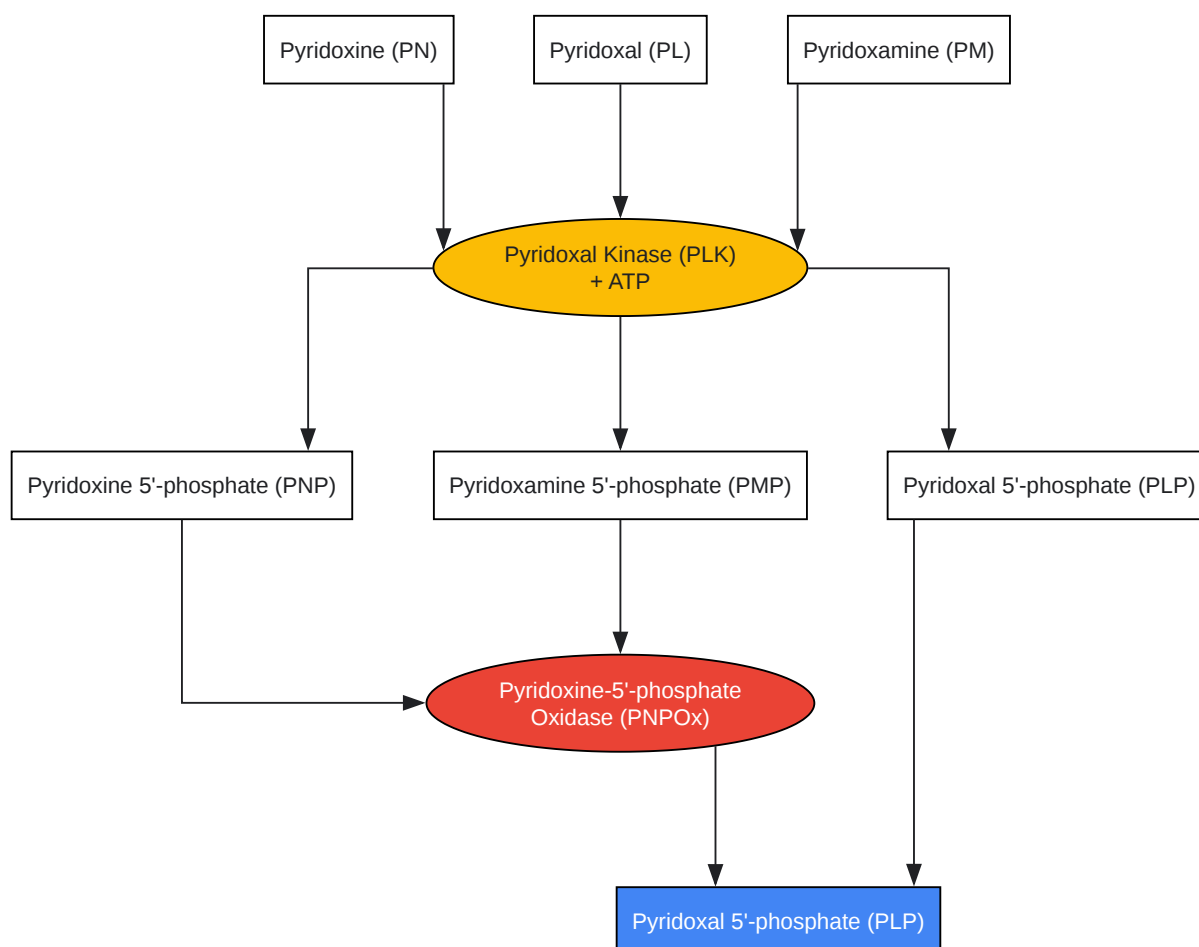 Pyridoxine (PN)
Pyridoxal (PL)
Pyridoxamine (PM)
Pyridoxal Kinase (PLK)
+ ATP
Pyridoxine 5'-phosphate (PNP)
Pyridoxamine 5'-phosphate (PMP)
Pyridoxal 5'-phosphate (PLP)
Pyridoxine-5'-phosphate
Oxidase (PNPOx)
Pyridoxal 5'-phosphate (PLP)